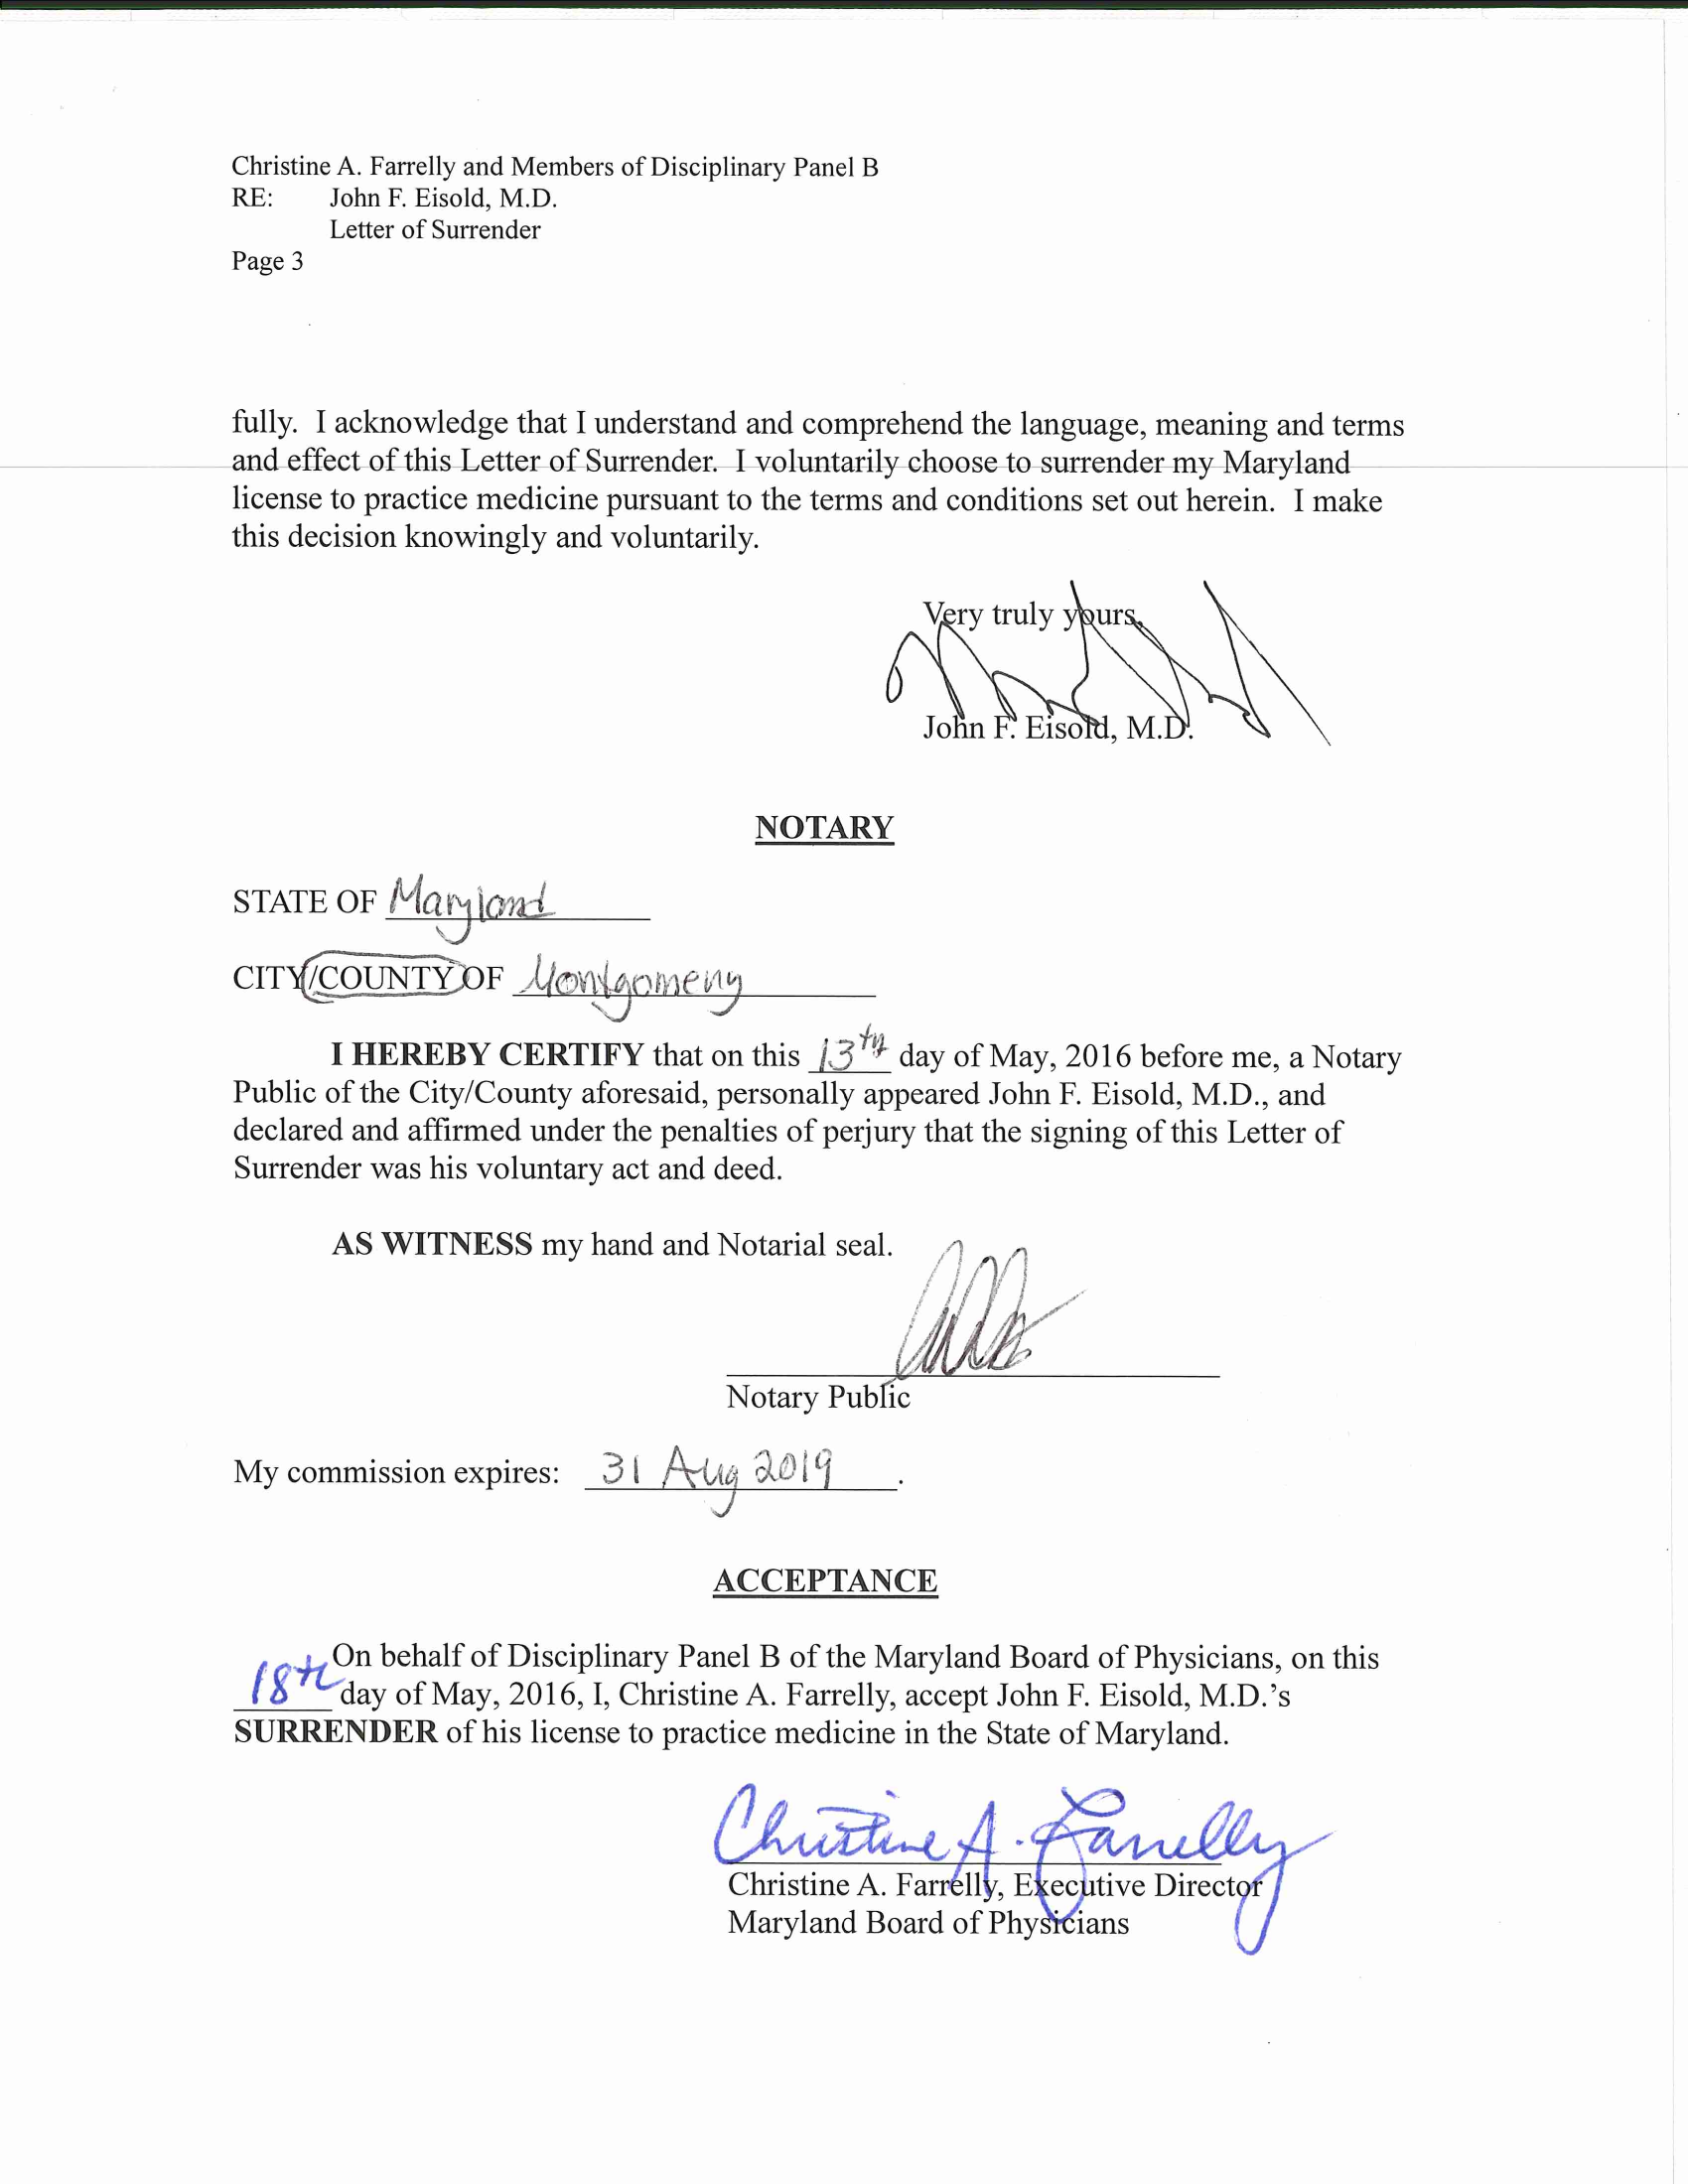 Christine A. Farrelly and Members of Disciplinary Panel B
RE: John F. Eisold, M.D.
Letter of Surrender
Page 3
fully. I acknowledge that I understand and comprehend the language, meaning and terms
and effect of this Letter of Surrender. I voluntarily choose to surrender my Maryland
license to practice medicine pursuant to the terms and conditions set out herein. I make
this decision knowingly and voluntarily.
Very truly yours,
John F. Eisold, M.D.
NOTARY
STATE OF Maryland
CITY/COUNTY OF Montgomery
I HEREBY CERTIFY that on this 13th day of May, 2016 before me, a Notary
Public of the City/County aforesaid, personally appeared John F. Eisold, M.D., and
declared and affirmed under the penalties of perjury that the signing of this Letter of
Surrender was his voluntary act and deed.
AS WITNESS my hand and Notarial seal.
Notary Public
My commission expires: 31 Aug 2019.
ACCEPTANCE
On behalf of Disciplinary Panel B of the Maryland Board of Physicians, on this
18th day of May, 2016, I, Christine A. Farrelly, accept John F. Eisold, M.D.'s
SURRENDER of his license to practice medicine in the State of Maryland.
Christine A. Farrelly
Christine A. Farrelly, Executive Director
Maryland Board of Physicians